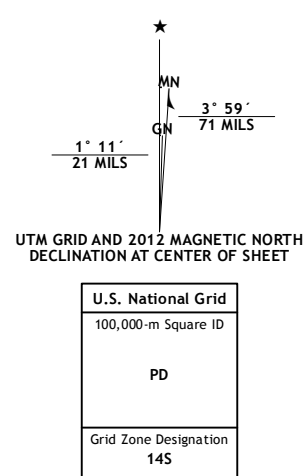 ★
MN
3° 59´
71 MILS
GN
1° 11´
21 MILS
UTM GRID AND 2012 MAGNETIC NORTH
DECLINATION AT CENTER OF SHEET
U.S. National Grid
100,000-m Square ID
PD
Grid Zone Designation
14S